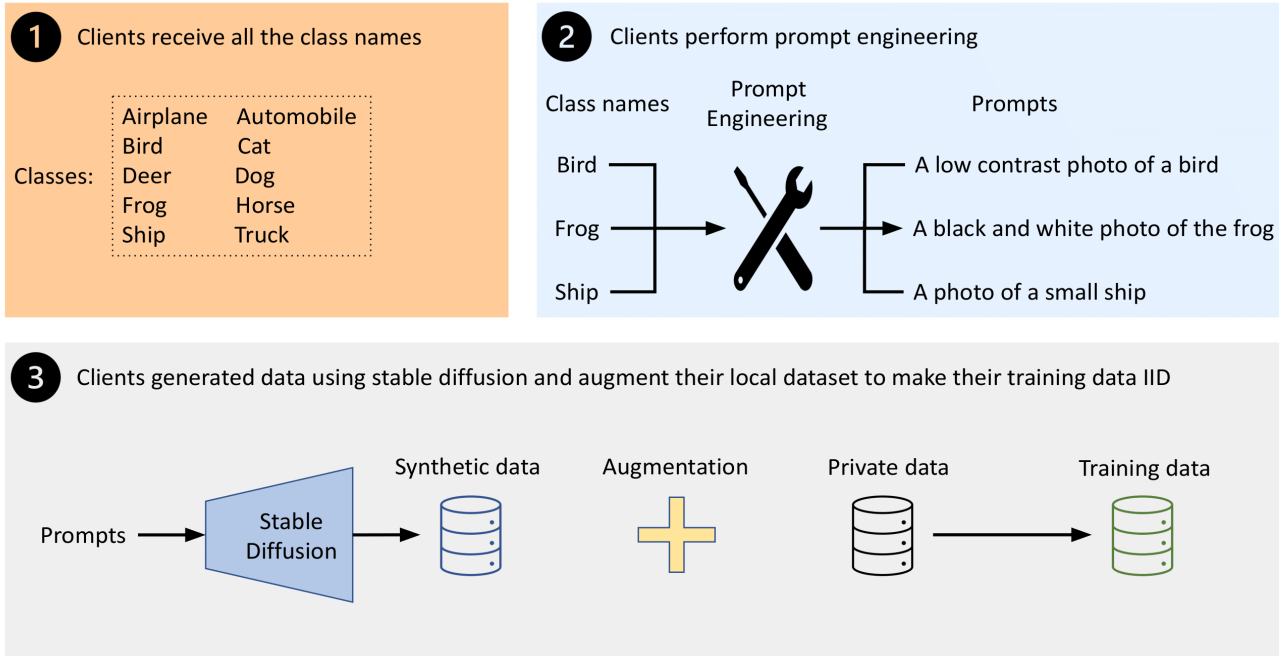 1 Clients receive all the class names
Classes:
Airplane Automobile
Bird Cat
Deer Dog
Frog Horse
Ship Truck
2 Clients perform prompt engineering
Class names
Prompt
Engineering
Prompts
Bird
A low contrast photo of a bird
Frog
A black and white photo of the frog
Ship
A photo of a small ship
3 Clients generated data using stable diffusion and augment their local dataset to make their training data IID
Prompts
Stable
Diffusion
Synthetic data
Augmentation
Private data
Training data